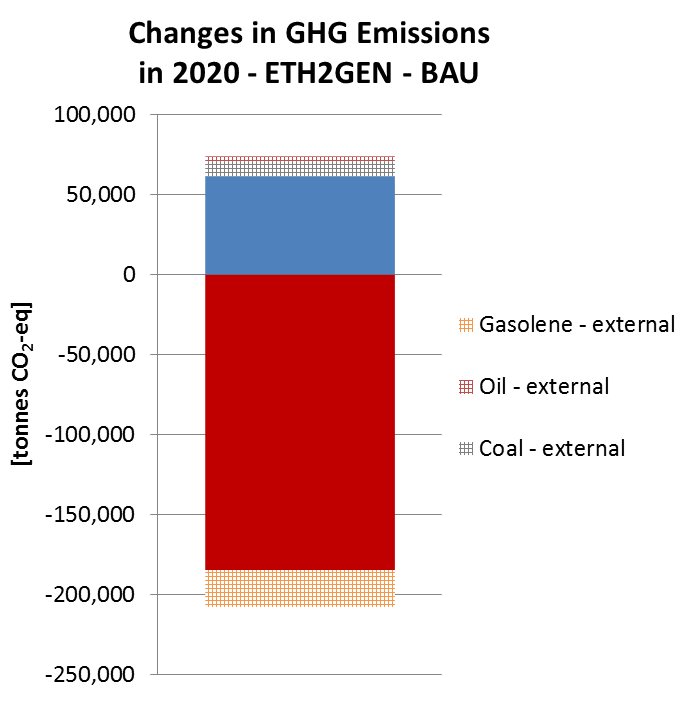 Changes in GHG Emissions
in 2020 - ETH2GEN - BAU
100,000
50,000
0
-50,000
-100,000
-150,000
-200,000
-250,000
[tonnes CO₂-eq]
Gasolene - external
Oil - external
Coal - external